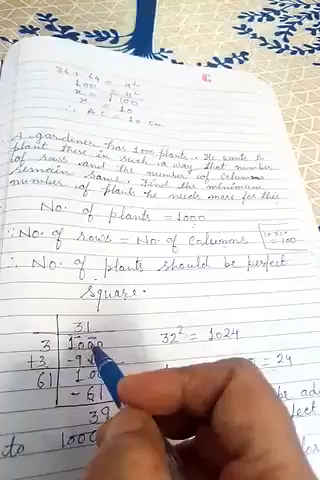 36 + 64 = x²
100 = x²
x = √100
x = 10
∴ AC = 10 cm
A gardener has 1000 plants. He wants to
plant these in such a way that number
of rows and the number of columns
remain same. Find the minimum
number of plants he needs more for this
No. of plants = 1000
∵ No. of rows = No. of columns
10×10
= 100
∴ No. of plants should be perfect
square.
31
3 1000 32² = 1024
+3 -9 = 24
61 10
- 61
39
to 1000